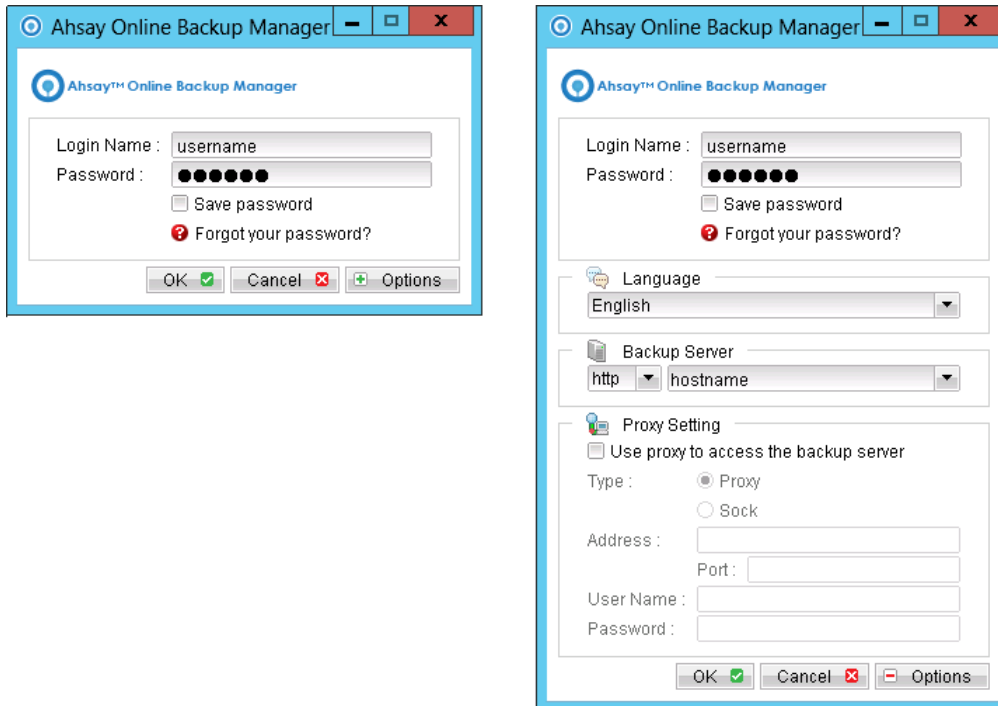 Ahsay Online Backup Manager
Ahsay™ Online Backup Manager
Login Name : username
Password :
Save password
Forgot your password?
OK Cancel Options
Ahsay Online Backup Manager
Ahsay™ Online Backup Manager
Login Name : username
Password :
Save password
Forgot your password?
Language
English
Backup Server
http hostname
Proxy Setting
Use proxy to access the backup server
Type : Proxy
Sock
Address :
Port :
User Name :
Password :
OK Cancel Options